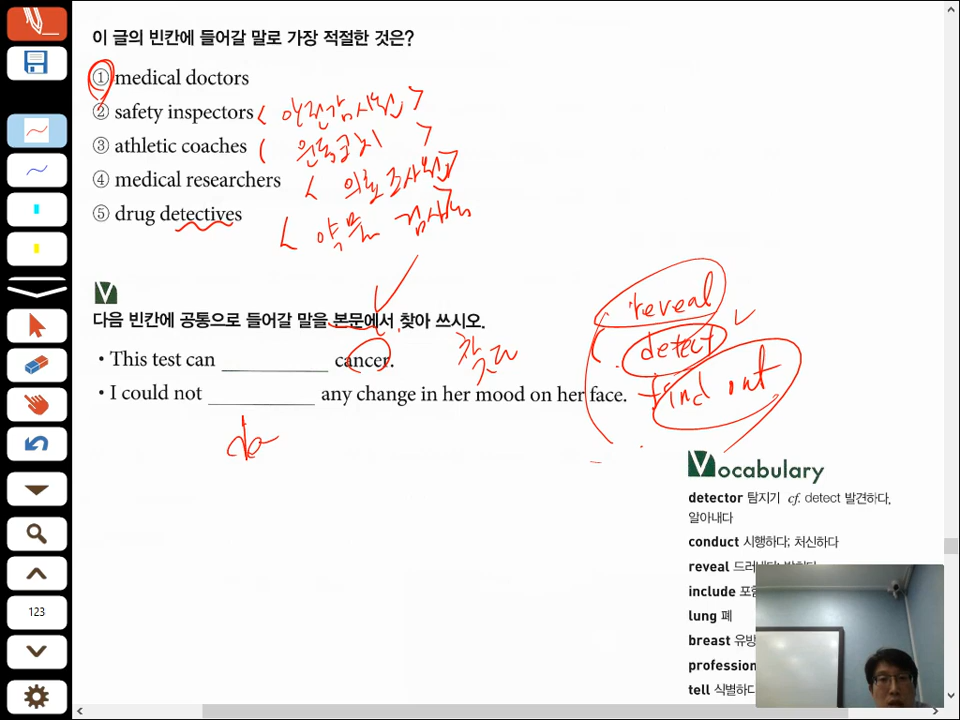 이 글의 빈칸에 들어갈 말로 가장 적절한 것은?
① medical doctors
② safety inspectors
③ athletic coaches
④ medical researchers
⑤ drug detectives
V
다음 빈칸에 공통으로 들어갈 말을 본문에서 찾아 쓰시오.
• This test can __________ cancer.
• I could not __________ any change in her mood on her face.
reveal
detect
find out
Vocabulary
detector 탐지기 cf. detect 발견하다,
알아내다
conduct 시행하다; 처신하다
reveal
include
lung 폐
breast 유방
profession
tell 식별하다
123